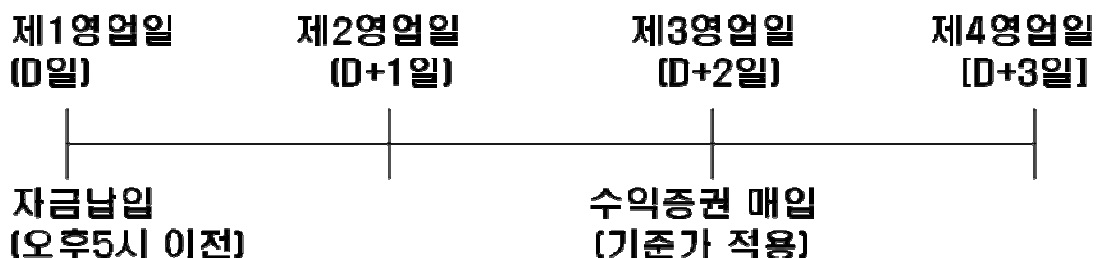 제1영업일 제2영업일 제3영업일 제4영업일
(D일) (D+1일) (D+2일) [D+3일]
자금납입 수익증권 매입
(오후5시 이전) (기준가 적용)